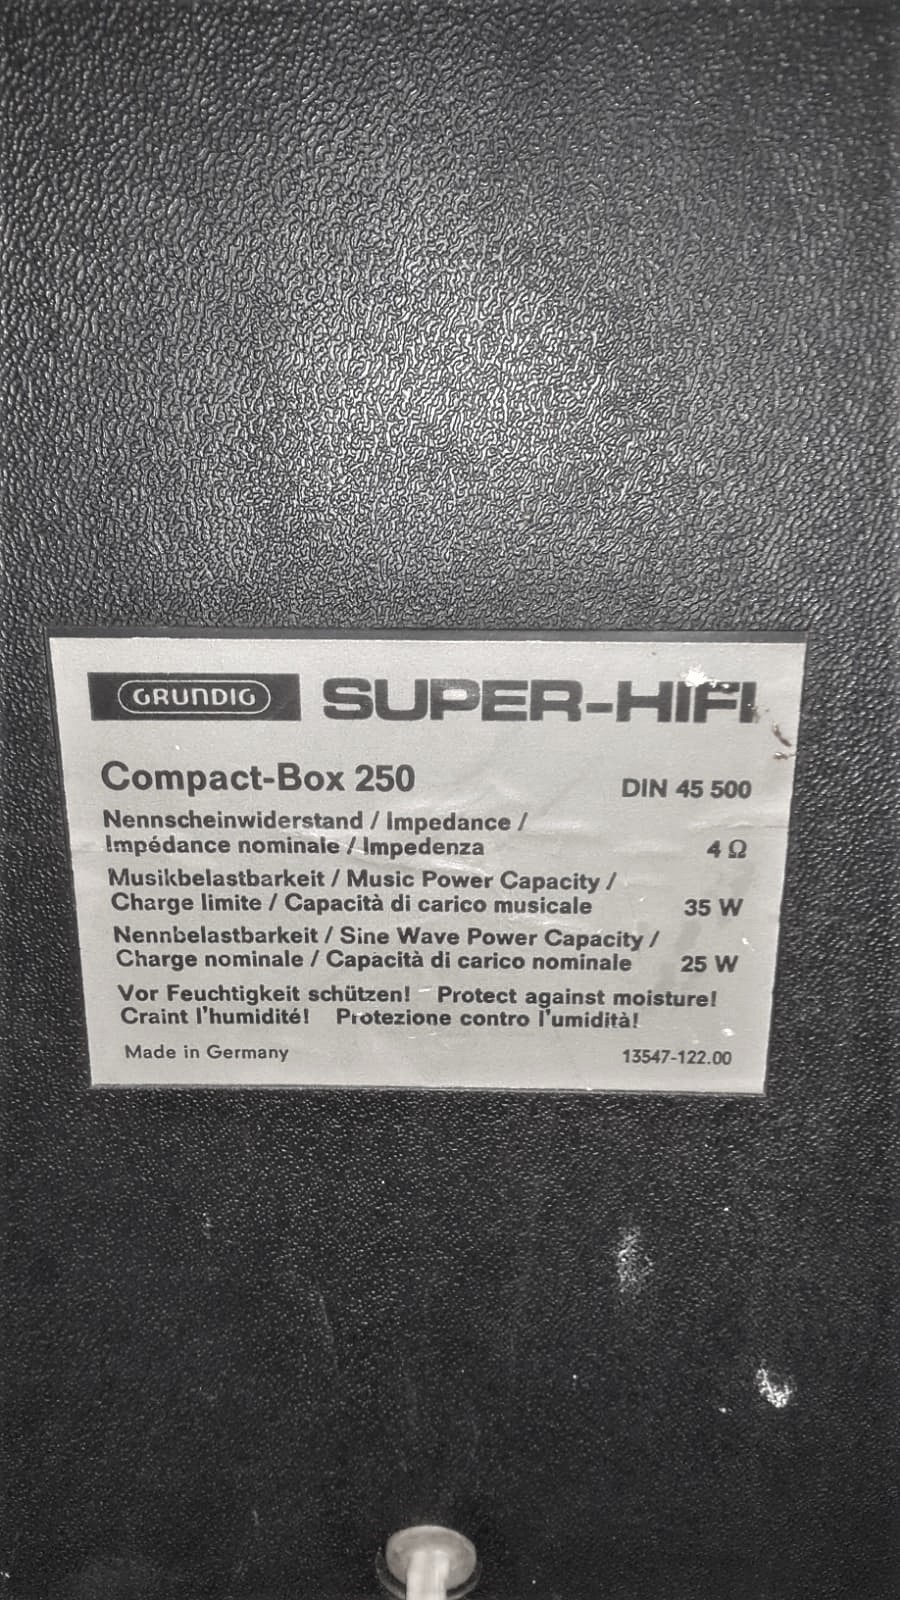 GRUNDIG SUPER-HIFI
Compact-Box 250 DIN 45 500
Nennscheinwiderstand / Impedance /
Impédance nominale / Impedenza 4 Ω
Musikbelastbarkeit / Music Power Capacity /
Charge limite / Capacità di carico musicale 35 W
Nennbelastbarkeit / Sine Wave Power Capacity /
Charge nominale / Capacità di carico nominale 25 W
Vor Feuchtigkeit schützen! – Protect against moisture!
Craint l'humidité! Protezione contro l'umidità!
Made in Germany 13547-122.00